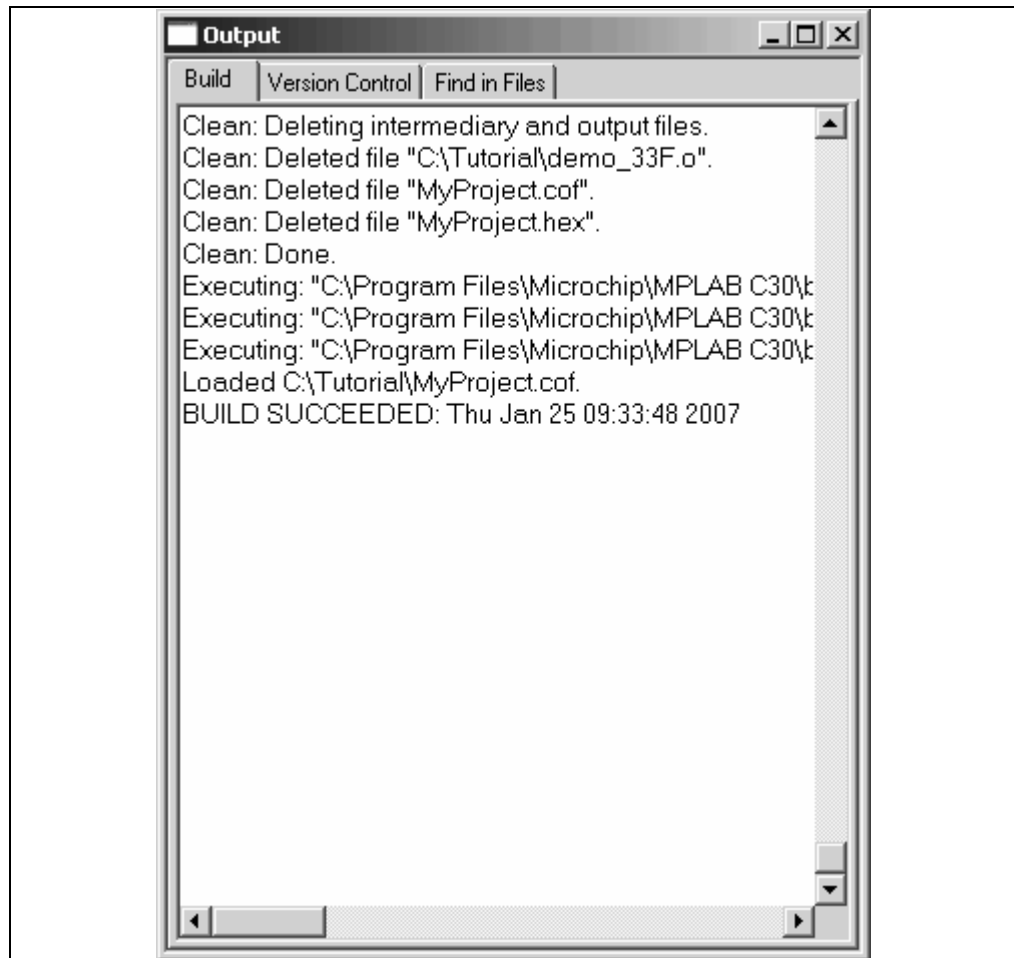 Output
Build Version Control Find in Files
Clean: Deleting intermediary and output files.
Clean: Deleted file "C:\Tutorial\demo_33F.o".
Clean: Deleted file "MyProject.cof".
Clean: Deleted file "MyProject.hex".
Clean: Done.
Executing: "C:\Program Files\Microchip\MPLAB C30\b
Executing: "C:\Program Files\Microchip\MPLAB C30\b
Executing: "C:\Program Files\Microchip\MPLAB C30\b
Loaded C:\Tutorial\MyProject.cof.
BUILD SUCCEEDED: Thu Jan 25 09:33:48 2007